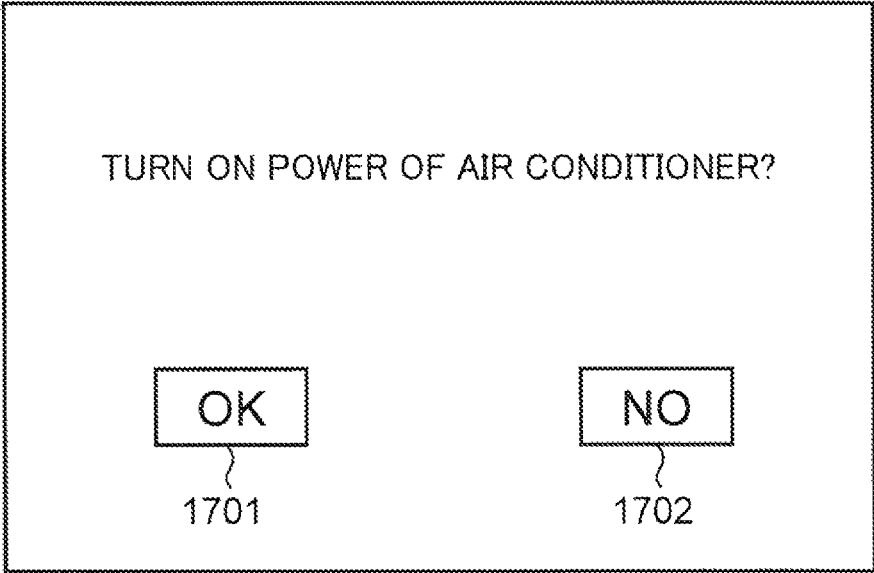 TURN ON POWER OF AIR CONDITIONER?
OK
NO
1701
1702